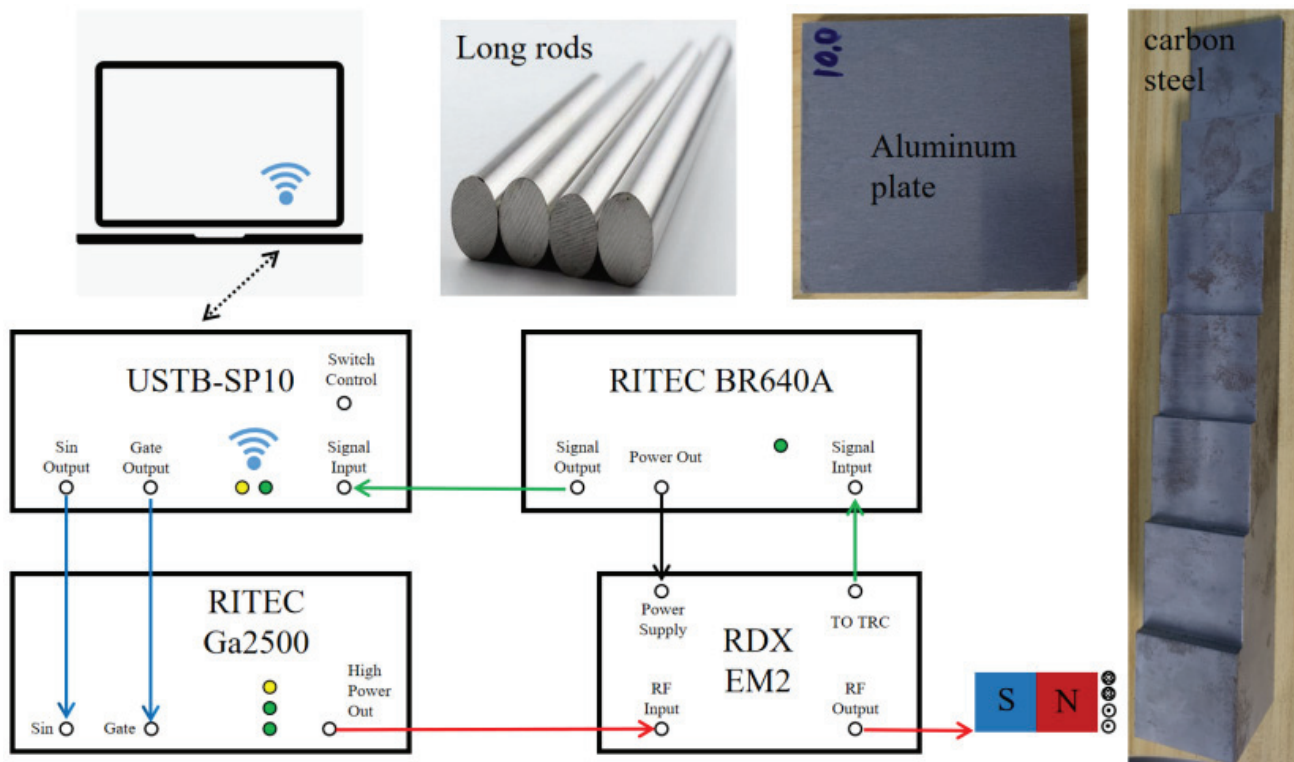 Long rods
10.0
Aluminum
plate
carbon
steel
USTB-SP10
Switch
Control
Sin
Output
Gate
Output
Signal
Input
RITEC BR640A
Signal
Output
Power Out
Signal
Intput
RITEC
Ga2500
High
Power
Out
Sin
Gate
Power
Supply
TO TRC
RDX
EM2
RF
Input
RF
Output
S
N